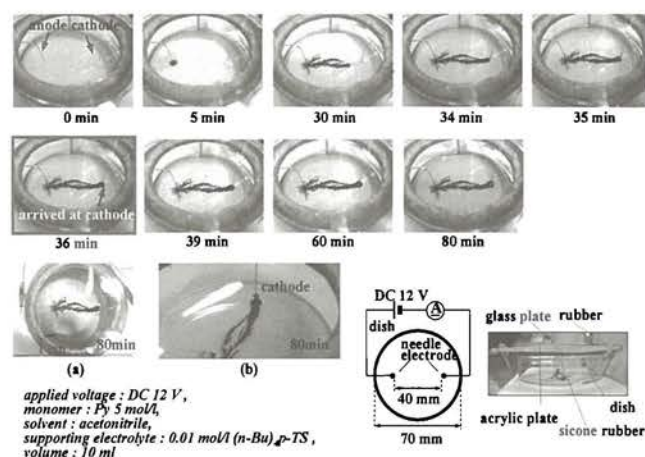 anode cathode
0 min
5 min
30 min
34 min
35 min
arrived at cathode
36 min
39 min
60 min
80 min
80min
(a)
cathode
80min
(b)
DC 12 V
A
dish
needle
electrode
40 mm
70 mm
glass plate rubber
acrylic plate
dish
sicone rubber
applied voltage : DC 12 V,
monomer : Py 5 mol/l,
solvent : acetonitrile,
supporting electrolyte : 0.01 mol/l (n-Bu)4p-TS,
volume : 10 ml